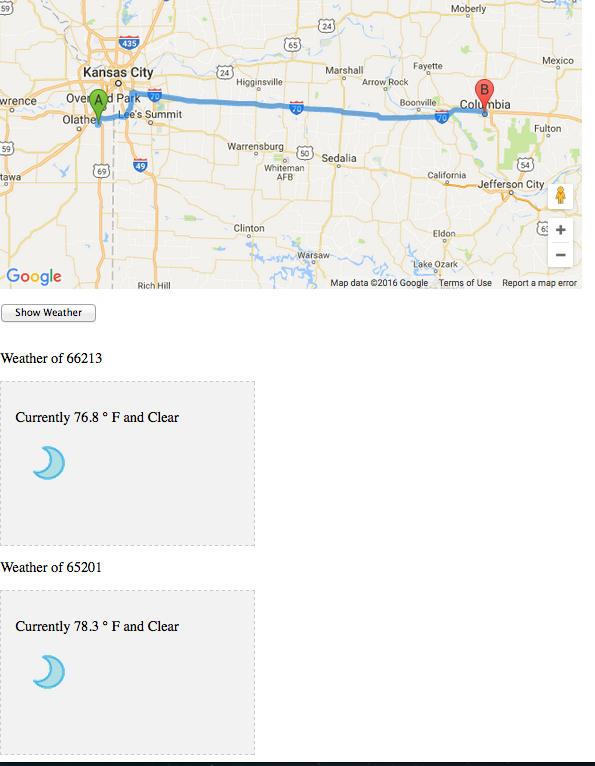 59
Moberly
24
435
65
Mexico
Kansas City
24
Marshall
Fayette
Higginsville
Arrow Rock
A
B
Overland Park
70
wrence
70
Boonville
Columbia
Olathe
Lee's Summit
70
Fulton
59
Warrensburg
50
Sedalia
49
Whiteman
AFB
54
69
California
tawa
Jefferson City
Clinton
63
Eldon
+
Warsaw
−
Lake Ozark
Google
Rich Hill
Map data ©2016 Google Terms of Use Report a map error
Show Weather
Weather of 66213
Currently 76.8 ° F and Clear
Weather of 65201
Currently 78.3 ° F and Clear